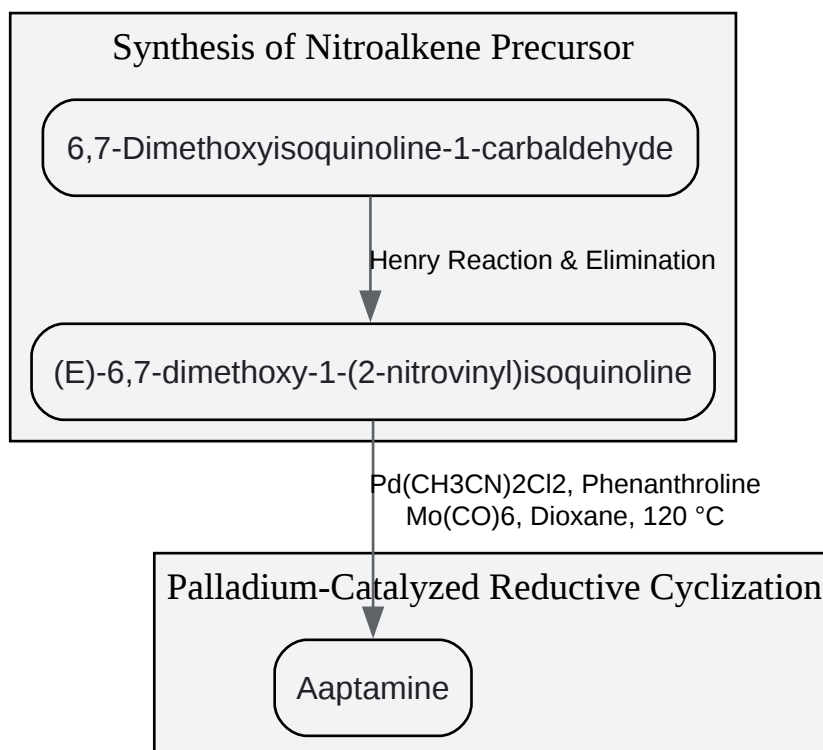 Synthesis of Nitroalkene Precursor
6,7-Dimethoxyisoquinoline-1-carbaldehyde
Henry Reaction & Elimination
(E)-6,7-dimethoxy-1-(2-nitrovinyl)isoquinoline
Pd(CH3CN)2Cl2, Phenanthroline
Mo(CO)6, Dioxane, 120 °C
Palladium-Catalyzed Reductive Cyclization
Aaptamine